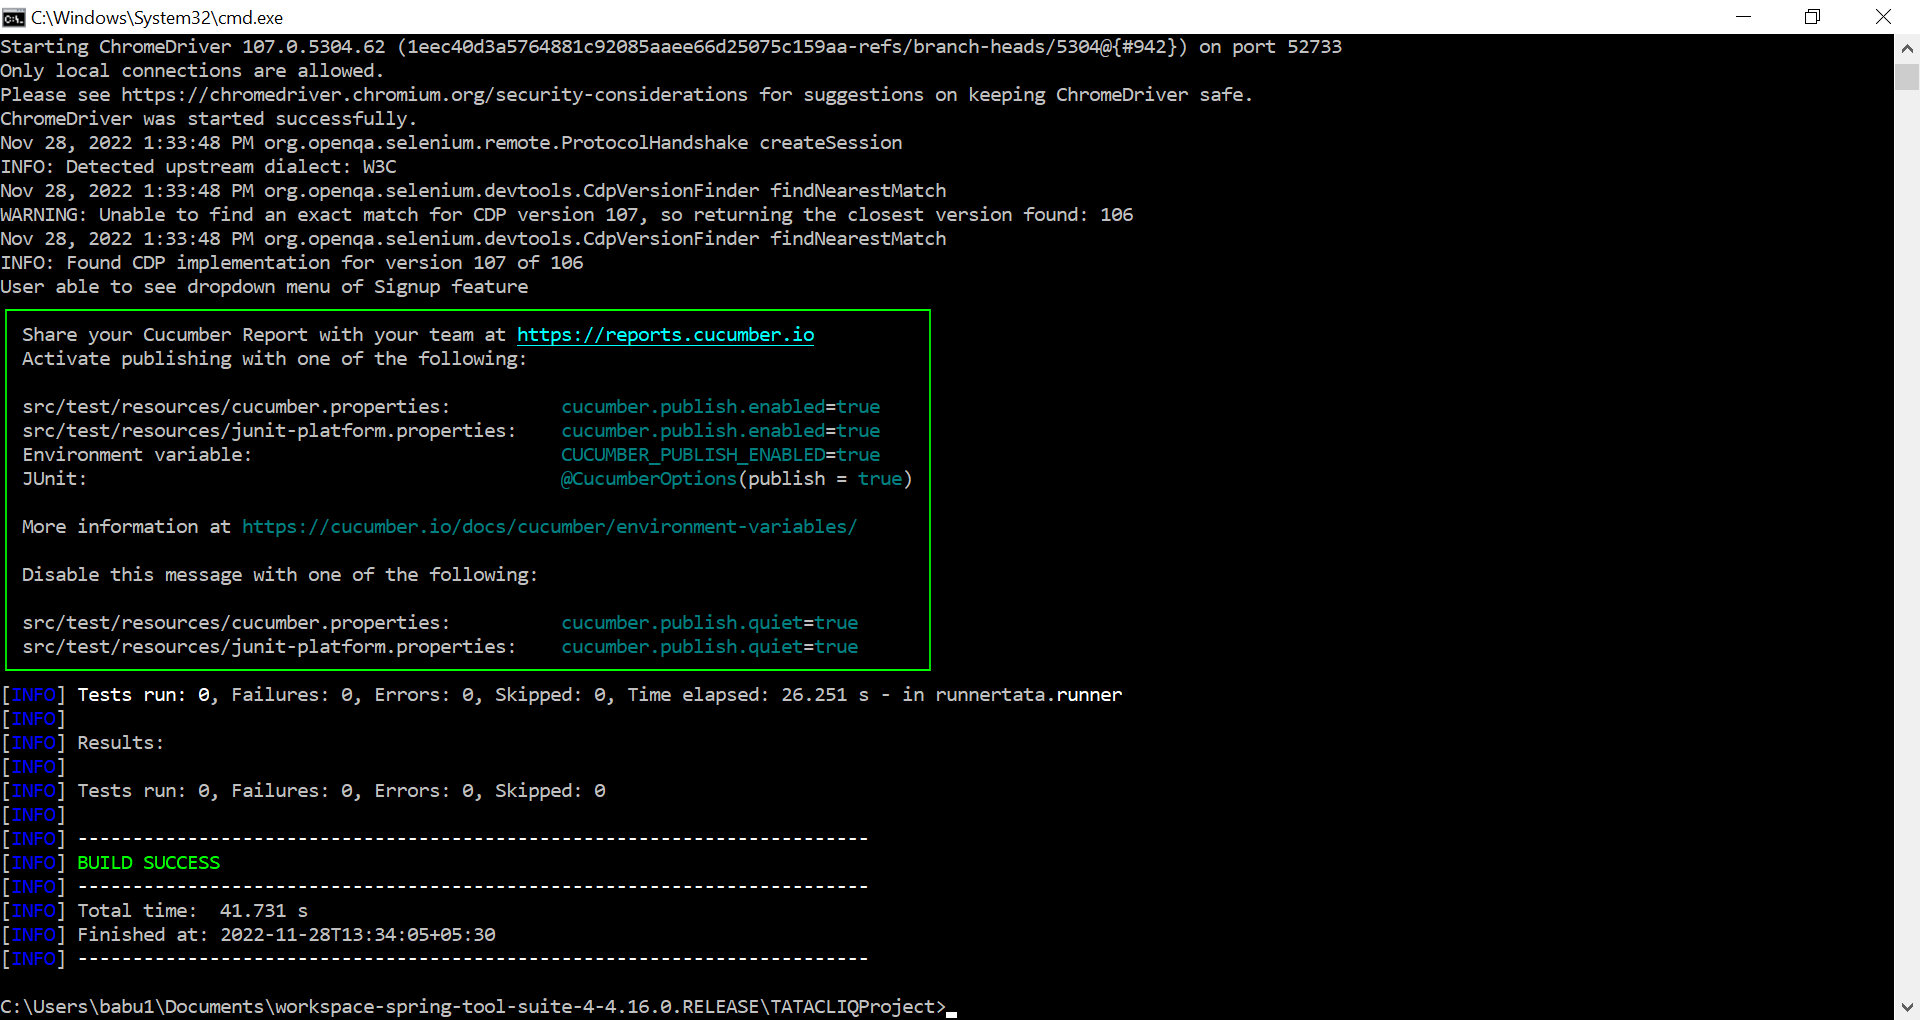 C:\Windows\System32\cmd.exe
Starting ChromeDriver 107.0.5304.62 (1eec40d3a5764881c92085aaee66d25075c159aa-refs/branch-heads/5304@{#942}) on port 52733
Only local connections are allowed.
Please see https://chromedriver.chromium.org/security-considerations for suggestions on keeping ChromeDriver safe.
ChromeDriver was started successfully.
Nov 28, 2022 1:33:48 PM org.openqa.selenium.remote.ProtocolHandshake createSession
INFO: Detected upstream dialect: W3C
Nov 28, 2022 1:33:48 PM org.openqa.selenium.devtools.CdpVersionFinder findNearestMatch
WARNING: Unable to find an exact match for CDP version 107, so returning the closest version found: 106
Nov 28, 2022 1:33:48 PM org.openqa.selenium.devtools.CdpVersionFinder findNearestMatch
INFO: Found CDP implementation for version 107 of 106
User able to see dropdown menu of Signup feature
Share your Cucumber Report with your team at https://reports.cucumber.io
Activate publishing with one of the following:
src/test/resources/cucumber.properties: cucumber.publish.enabled=true
src/test/resources/junit-platform.properties: cucumber.publish.enabled=true
Environment variable: CUCUMBER_PUBLISH_ENABLED=true
JUnit: @CucumberOptions(publish = true)
More information at https://cucumber.io/docs/cucumber/environment-variables/
Disable this message with one of the following:
src/test/resources/cucumber.properties: cucumber.publish.quiet=true
src/test/resources/junit-platform.properties: cucumber.publish.quiet=true
[INFO] Tests run: 0, Failures: 0, Errors: 0, Skipped: 0, Time elapsed: 26.251 s - in runnertata.runner
[INFO]
[INFO] Results:
[INFO]
[INFO] Tests run: 0, Failures: 0, Errors: 0, Skipped: 0
[INFO]
[INFO] ------------------------------------------------------------------------
[INFO] BUILD SUCCESS
[INFO] ------------------------------------------------------------------------
[INFO] Total time:  41.731 s
[INFO] Finished at: 2022-11-28T13:34:05+05:30
[INFO] ------------------------------------------------------------------------
C:\Users\babu1\Documents\workspace-spring-tool-suite-4-4.16.0.RELEASE\TATACLIQProject>